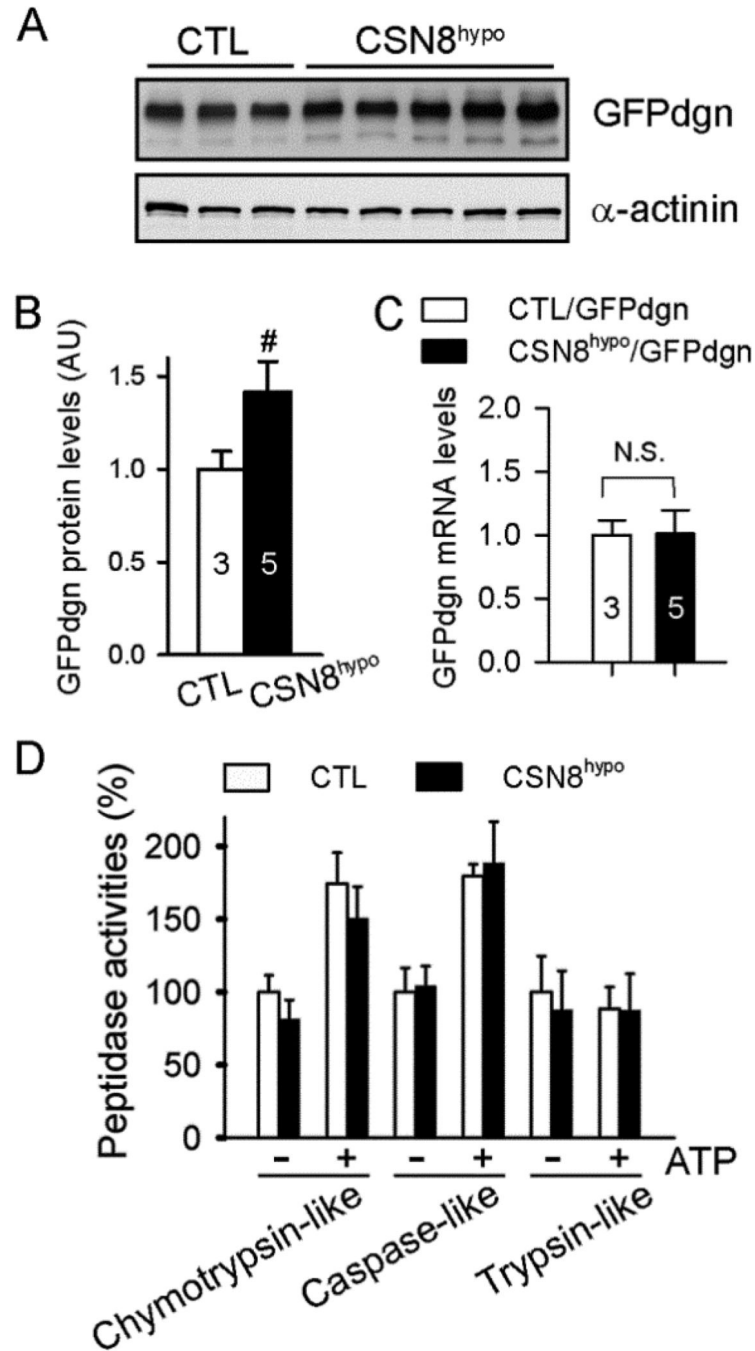 A
CTL CSN8hypo
GFPdgn
α-actinin
B
GFPdgn protein levels (AU)
1.5
1.0
0.5
0.0
#
3 5
CTL CSN8hypo
C
CTL/GFPdgn
CSN8hypo/GFPdgn
GFPdgn mRNA levels
2.0
1.5
1.0
0.5
0.0
N.S.
3 5
D
CTL CSN8hypo
Peptidase activities (%)
200
150
100
50
0
- + - + - + ATP
Chymotrypsin-like
Caspase-like
Trypsin-like